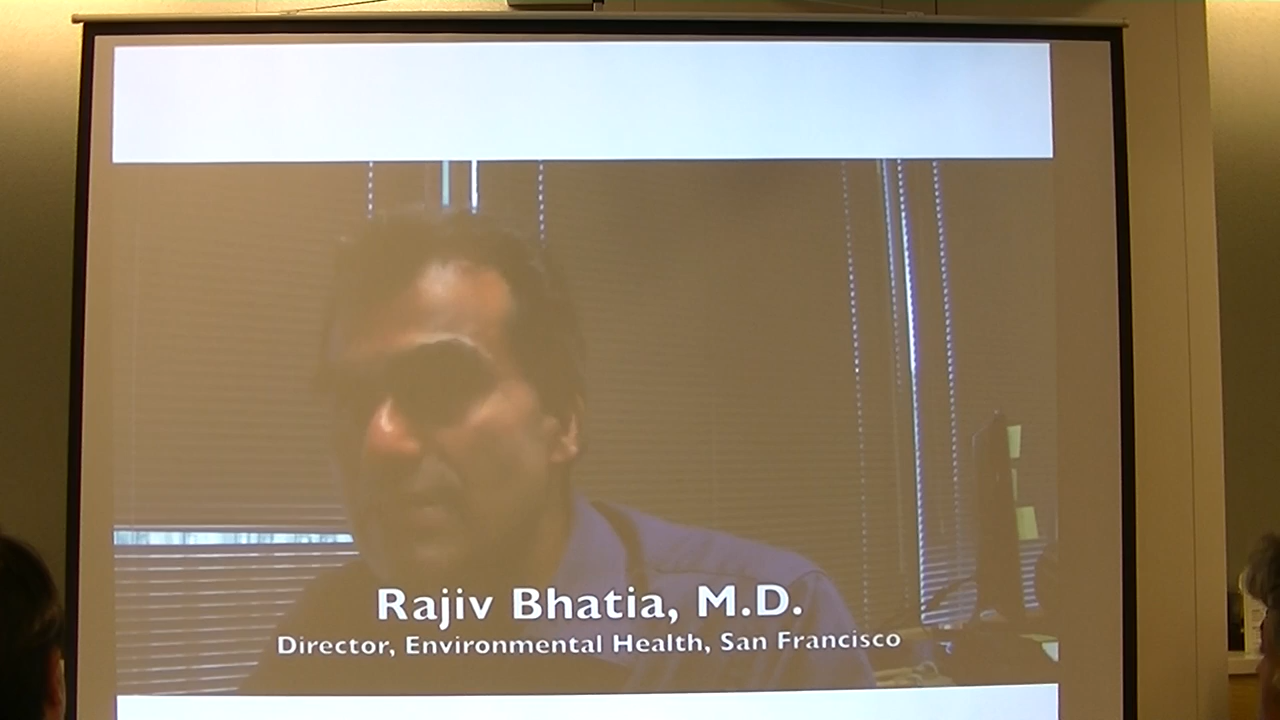 Rajiv Bhatia, M.D.
Director, Environmental Health, San Francisco